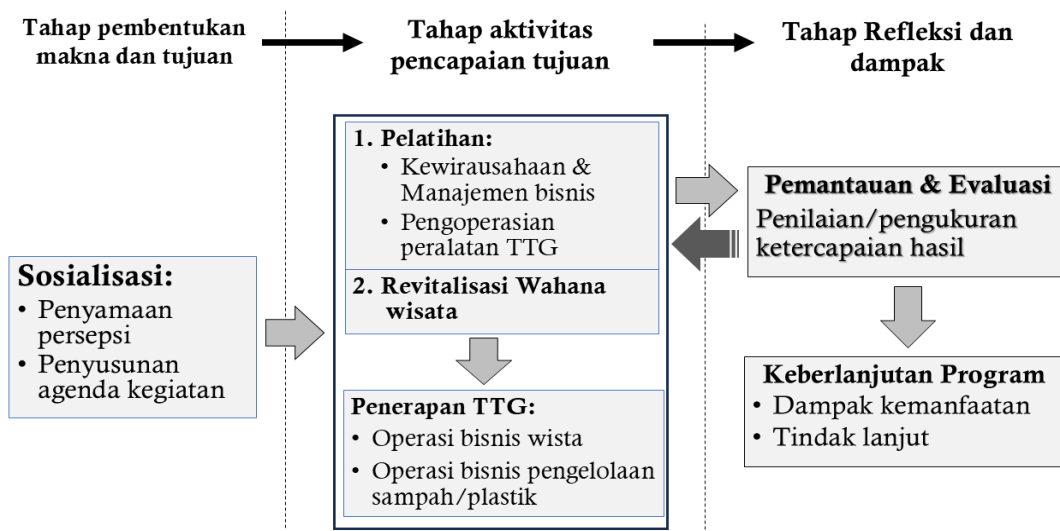 Tahap pembentukan
makna dan tujuan
Tahap aktivitas
pencapaian tujuan
Tahap Refleksi dan
dampak
Sosialisasi:
• Penyamaan
persepsi
• Penyusunan
agenda kegiatan
1. Pelatihan:
• Kewirausahaan &
Manajemen bisnis
• Pengoperasian
peralatan TTG
2. Revitalisasi Wahana
wisata
Penerapan TTG:
• Operasi bisnis wista
• Operasi bisnis pengelolaan
sampah/plastik
Pemantauan & Evaluasi
Penilaian/pengukuran
ketercapaian hasil
Keberlanjutan Program
• Dampak kemanfaatan
• Tindak lanjut